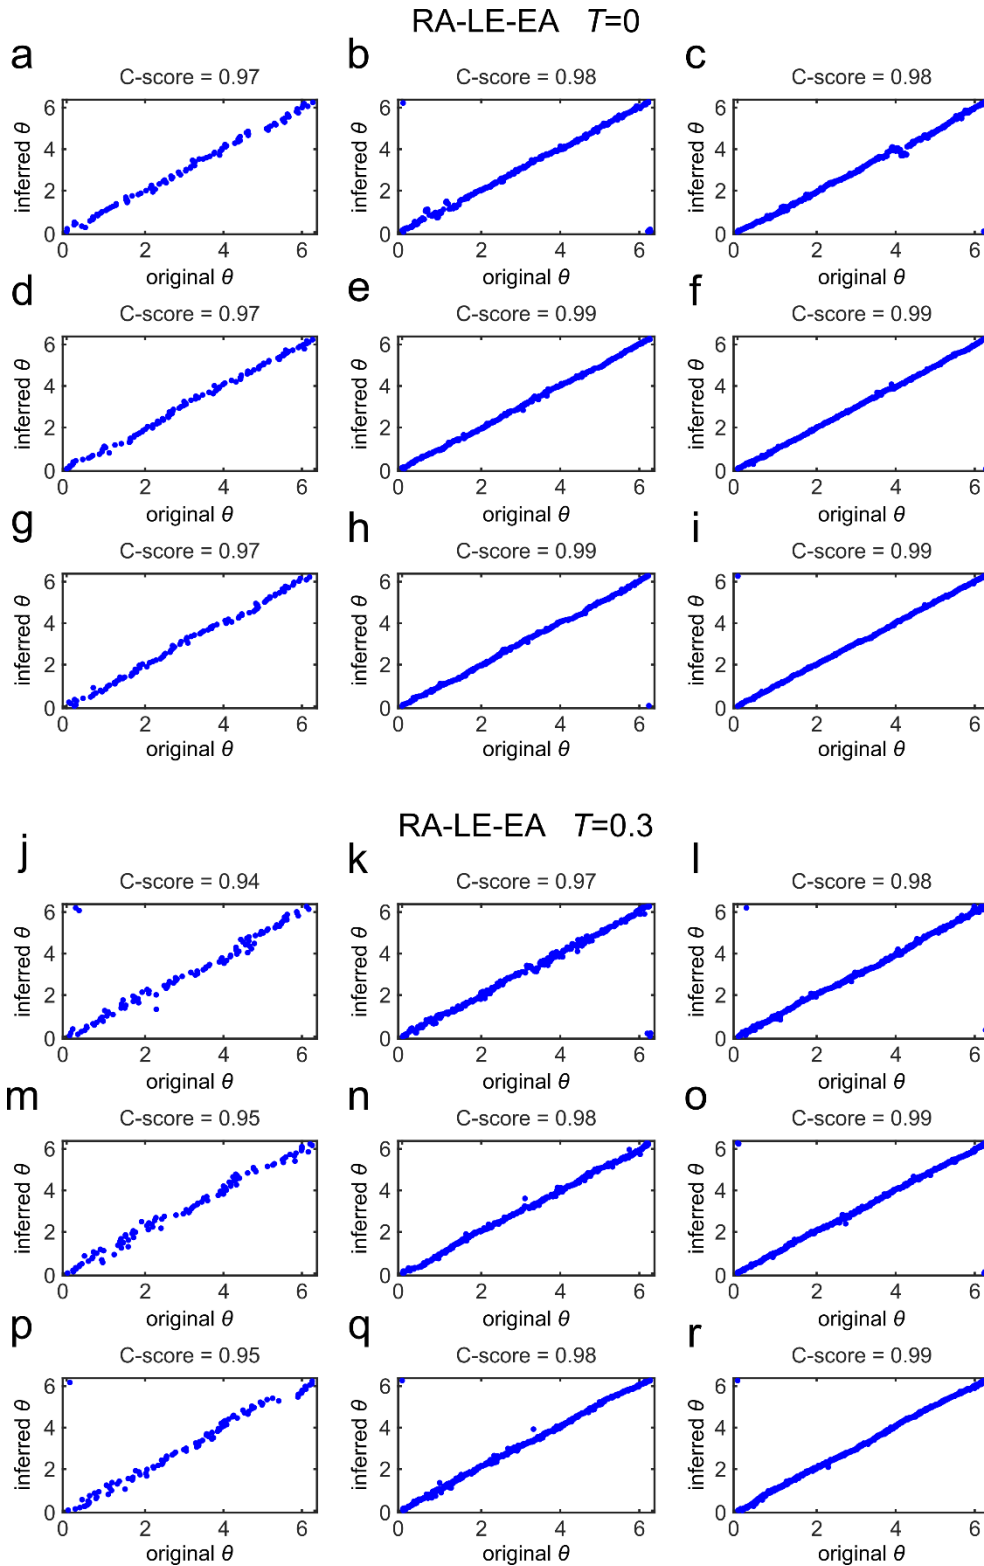 RA-LE-EA T=0
a b c
C-score = 0.97 C-score = 0.98 C-score = 0.98
6 6 6
4 4 4
2 2 2
0 0 0
inferred θ inferred θ inferred θ
0 2 4 6 0 2 4 6 0 2 4 6
original θ original θ original θ
d e f
C-score = 0.97 C-score = 0.99 C-score = 0.99
6 6 6
4 4 4
2 2 2
0 0 0
inferred θ inferred θ inferred θ
0 2 4 6 0 2 4 6 0 2 4 6
original θ original θ original θ
g h i
C-score = 0.97 C-score = 0.99 C-score = 0.99
6 6 6
4 4 4
2 2 2
0 0 0
inferred θ inferred θ inferred θ
0 2 4 6 0 2 4 6 0 2 4 6
original θ original θ original θ
RA-LE-EA T=0.3
j k l
C-score = 0.94 C-score = 0.97 C-score = 0.98
6 6 6
4 4 4
2 2 2
0 0 0
inferred θ inferred θ inferred θ
0 2 4 6 0 2 4 6 0 2 4 6
original θ original θ original θ
m n o
C-score = 0.95 C-score = 0.98 C-score = 0.99
6 6 6
4 4 4
2 2 2
0 0 0
inferred θ inferred θ inferred θ
0 2 4 6 0 2 4 6 0 2 4 6
original θ original θ original θ
p q r
C-score = 0.95 C-score = 0.98 C-score = 0.99
6 6 6
4 4 4
2 2 2
0 0 0
inferred θ inferred θ inferred θ
0 2 4 6 0 2 4 6 0 2 4 6
original θ original θ original θ